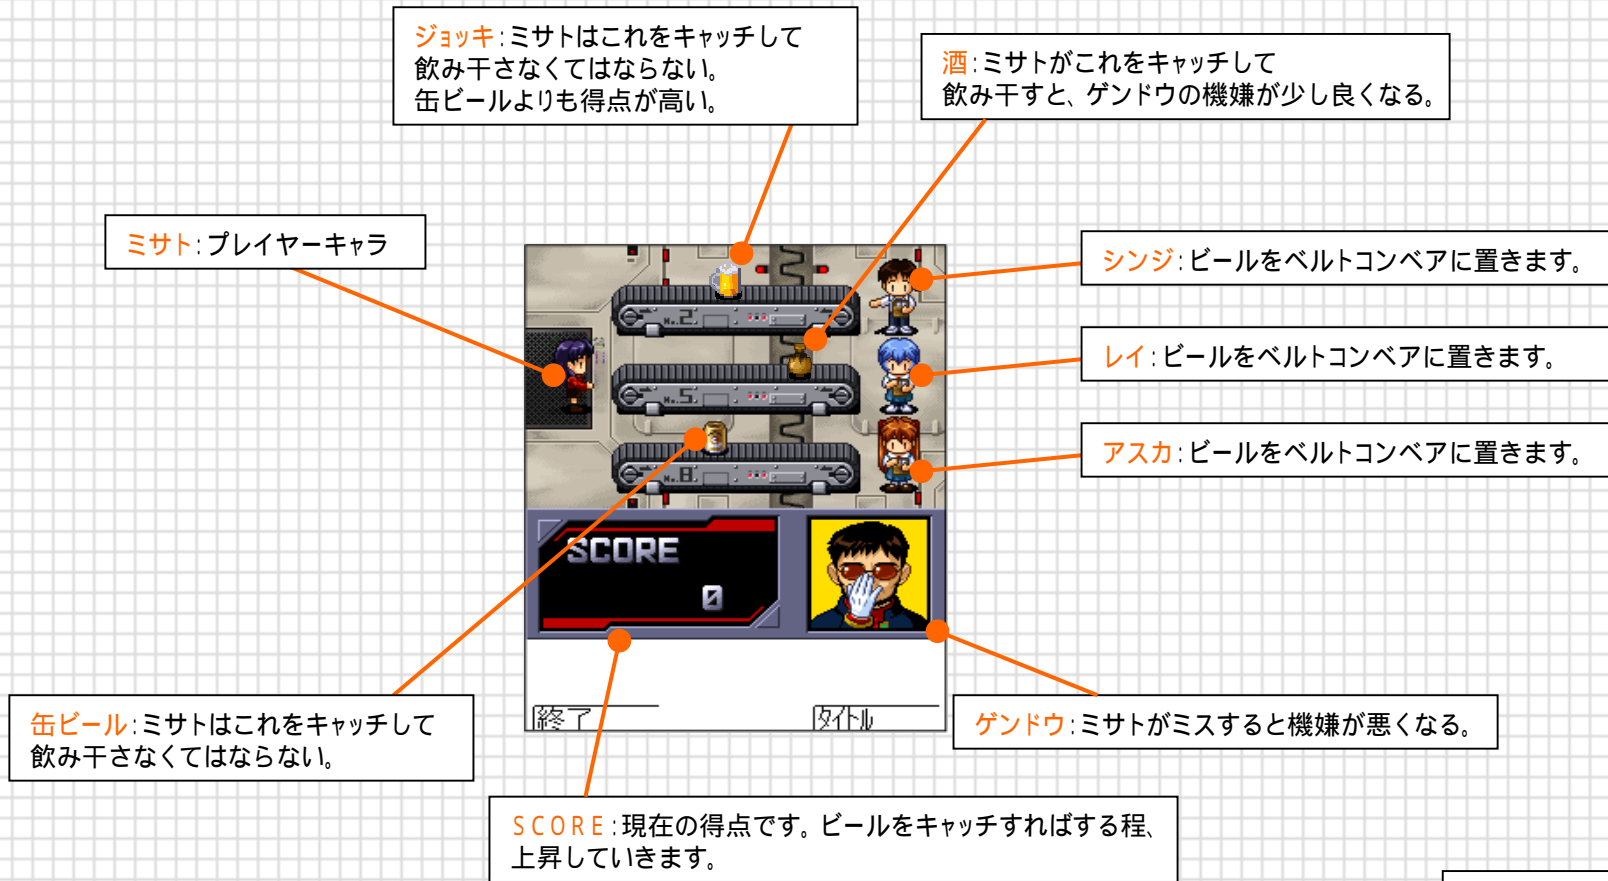 ジョッキ:ミサトはこれをキャッチして
飲み干さなくてはならない。
缶ビールよりも得点が高い。
酒:ミサトがこれをキャッチして
飲み干すと、ゲンドウの機嫌が少し良くなる。
ミサト:プレイヤーキャラ
シンジ:ビールをベルトコンベアに置きます。
レイ:ビールをベルトコンベアに置きます。
アスカ:ビールをベルトコンベアに置きます。
No.2.
No.5.
No.8.
SCORE
0
終了
タイトル
缶ビール:ミサトはこれをキャッチして
飲み干さなくてはならない。
ゲンドウ:ミサトがミスすると機嫌が悪くなる。
SCORE:現在の得点です。ビールをキャッチすればする程、
上昇していきます。